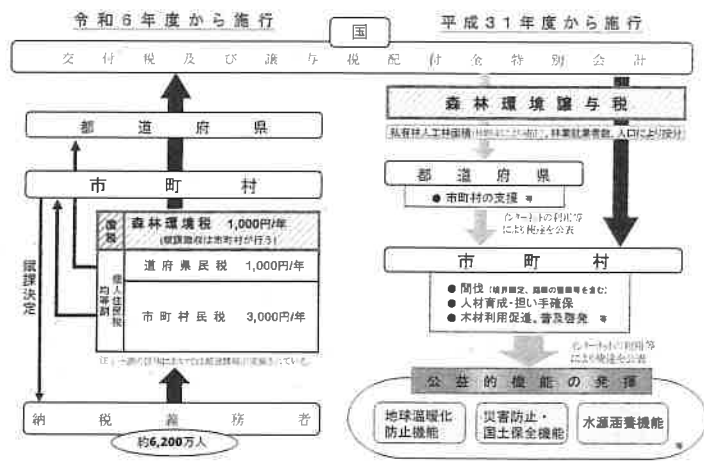 令和6年度から施行
平成31年度から施行
国
交付税及び譲与税配付金特別会計
都道府県
市町村
国税
森林環境税 1,000円/年
(賦課徴収は市町村が行う)
個人住民税
均等割
道府県民税 1,000円/年
市町村民税 3,000円/年
賦課決定
納税義務者
約6,200万人
森林環境譲与税
私有林人工林面積
、林業就業者数、人口により按分
都道府県
● 市町村の支援 等
インターネットの利用等
により使途を公表
市町村
● 間伐
● 人材育成・担い手確保
● 木材利用促進、普及啓発 等
インターネットの利用等
により使途を公表
公益的機能の発揮
地球温暖化
防止機能
災害防止・
国土保全機能
水源涵養機能
等